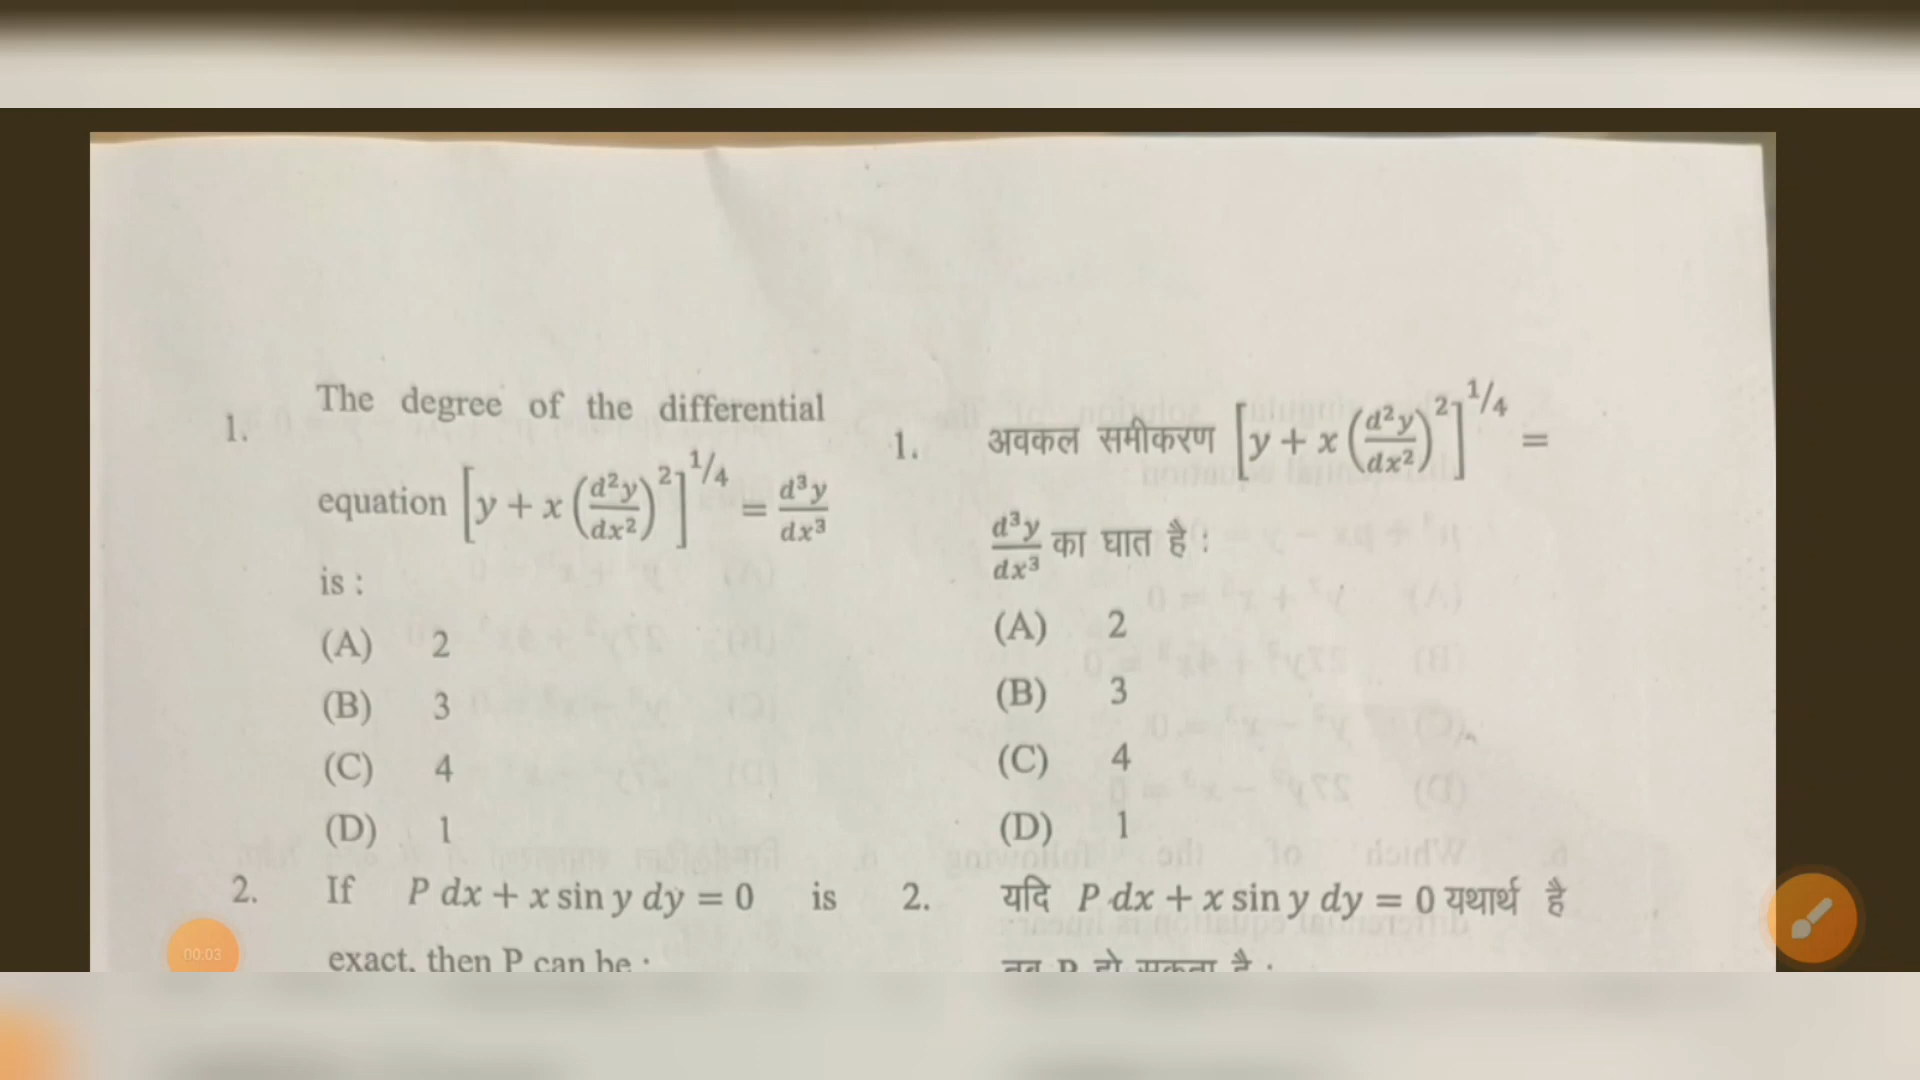 1. The degree of the differential
equation [y + x (d²y/dx²)²]^1/4 = d³y/dx³
is :
(A) 2
(B) 3
(C) 4
(D) 1
2. If P dx + x sin y dy = 0 is
exact, then P can be :
1. अवकल समीकरण [y + x (d²y/dx²)²]^1/4 =
d³y/dx³ का घात है :
(A) 2
(B) 3
(C) 4
(D) 1
2. यदि P dx + x sin y dy = 0 यथार्थ है
तब P हो सकता है :
00:03